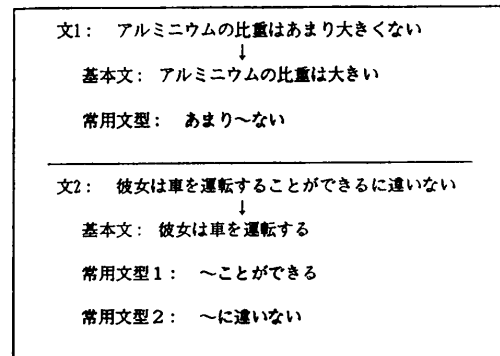 文1： アルミニウムの比重はあまり大きくない
↓
基本文： アルミニウムの比重は大きい
常用文型： あまり～ない
文2： 彼女は車を運転することができるに違いない
↓
基本文： 彼女は車を運転する
常用文型1： ～ことができる
常用文型2： ～に違いない